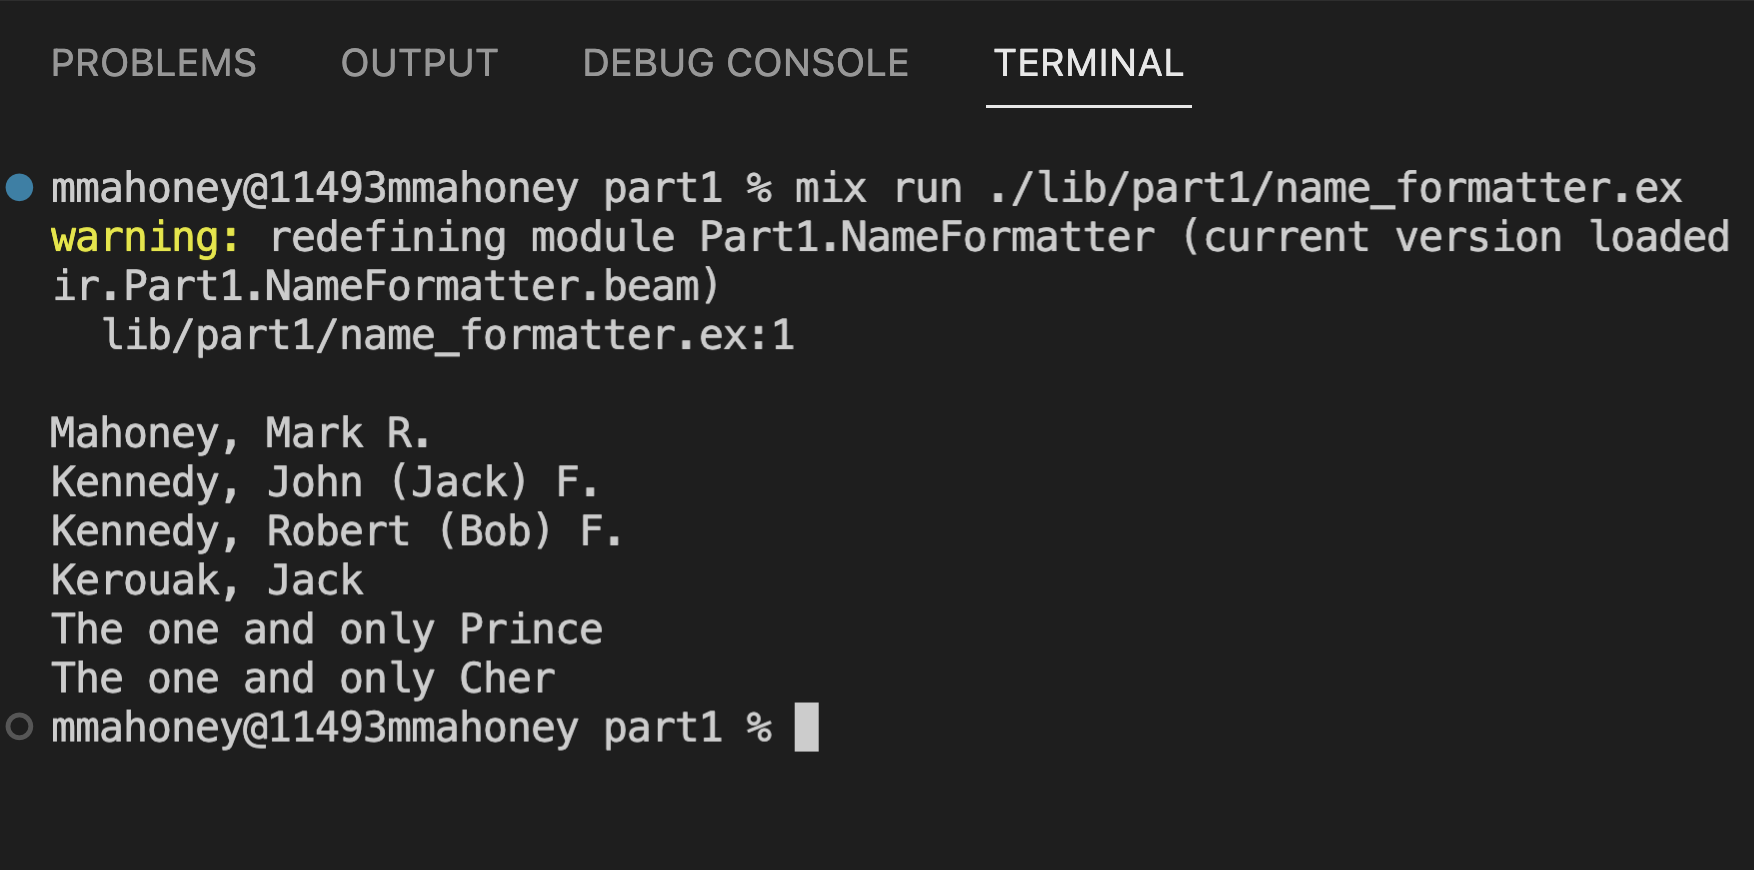 PROBLEMS OUTPUT DEBUG CONSOLE TERMINAL
mmahoney@11493mmahoney part1 % mix run ./lib/part1/name_formatter.ex
warning: redefining module Part1.NameFormatter (current version loaded
ir.Part1.NameFormatter.beam)
lib/part1/name_formatter.ex:1
Mahoney, Mark R.
Kennedy, John (Jack) F.
Kennedy, Robert (Bob) F.
Kerouak, Jack
The one and only Prince
The one and only Cher
mmahoney@11493mmahoney part1 %